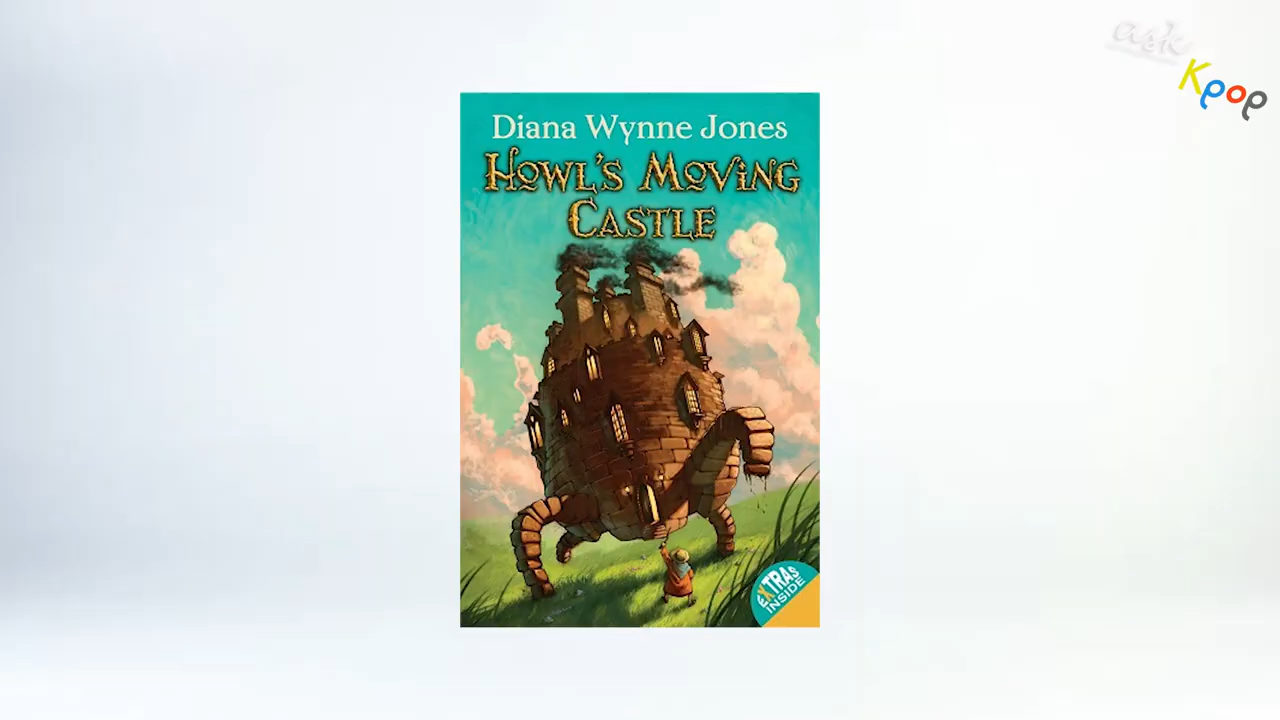 ask
Kpop
Diana Wynne Jones
HOWL'S MOVING
CASTLE
EXTRAS
INSIDE